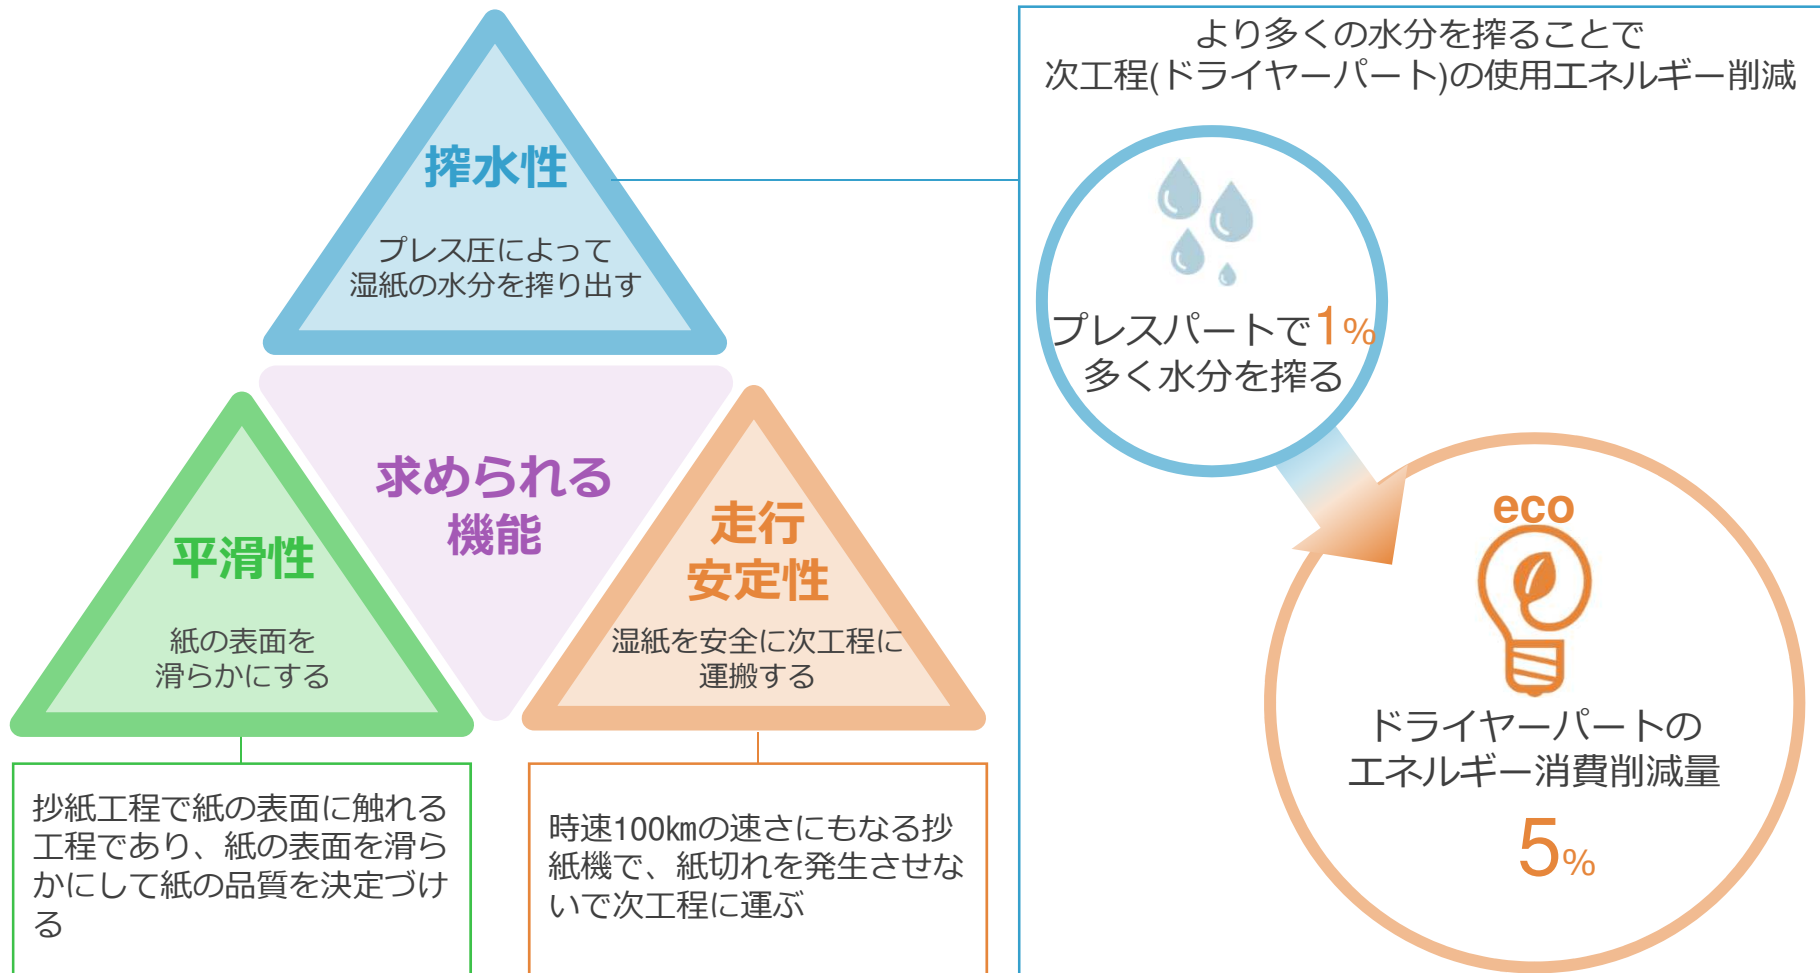 搾水性
プレス圧によって
湿紙の水分を搾り出す
求められる
機能
平滑性
紙の表面を
滑らかにする
走行
安定性
湿紙を安全に次工程に
運搬する
抄紙工程で紙の表面に触れる
工程であり、紙の表面を滑ら
かにして紙の品質を決定づけ
る
時速100㎞の速さにもなる抄
紙機で、紙切れを発生させな
いで次工程に運ぶ
より多くの水分を搾ることで
次工程(ドライヤーパート)の使用エネルギー削減
プレスパートで1%
多く水分を搾る
eco
ドライヤーパートの
エネルギー消費削減量
5%